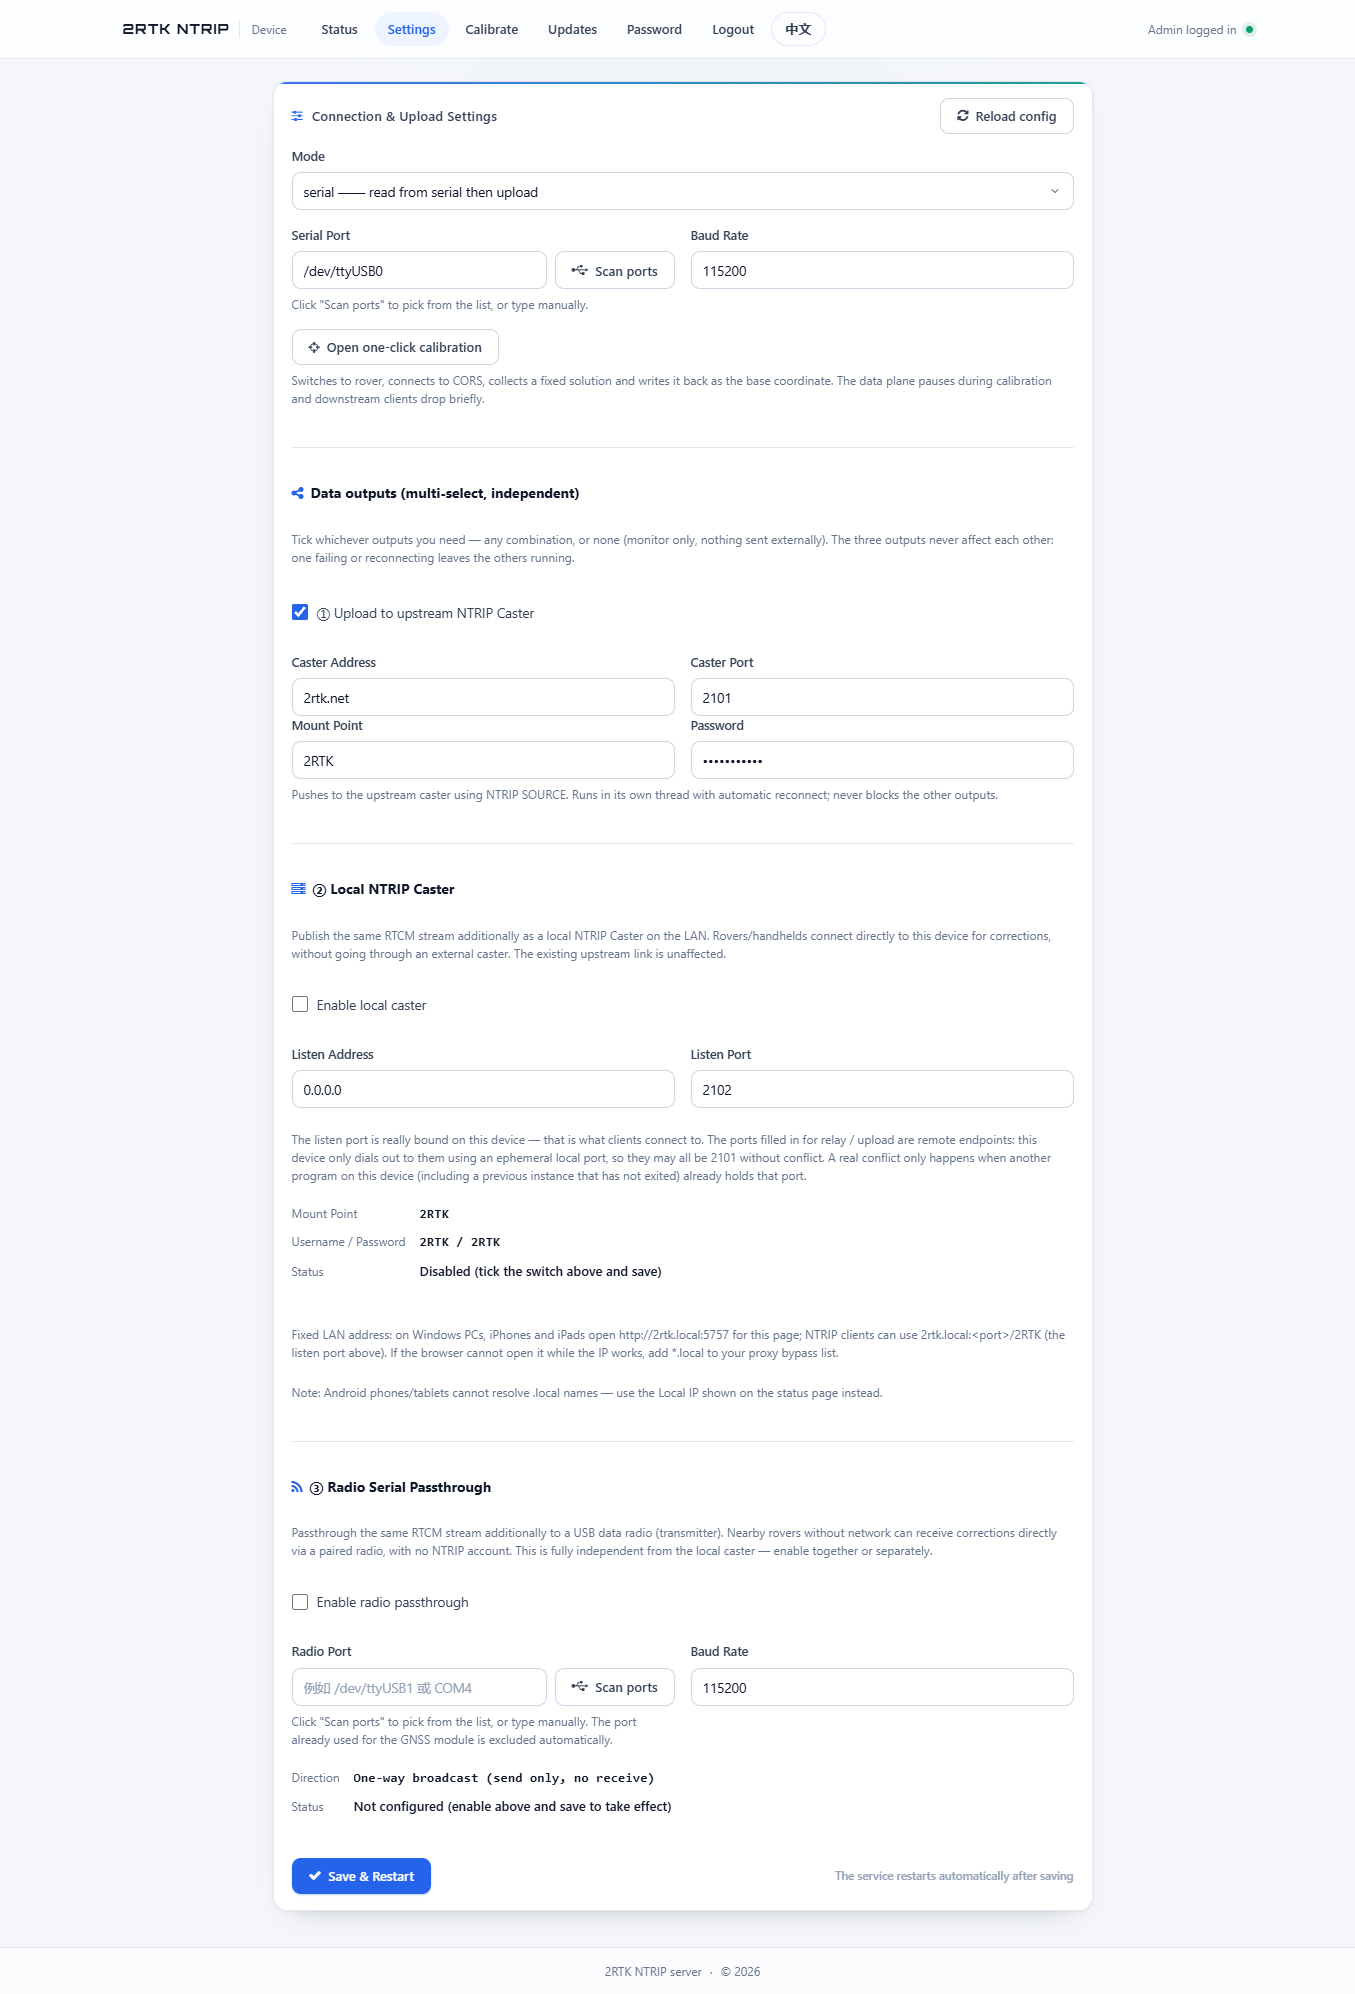 2RTK NTRIP
Device
Status
Settings
Calibrate
Updates
Password
Logout
中文
Admin logged in
Connection & Upload Settings
Reload config
Mode
serial —— read from serial then upload
Serial Port
Baud Rate
/dev/ttyUSB0
Scan ports
115200
Click "Scan ports" to pick from the list, or type manually.
Open one-click calibration
Switches to rover, connects to CORS, collects a fixed solution and writes it back as the base coordinate. The data plane pauses during calibration
and downstream clients drop briefly.
Data outputs (multi-select, independent)
Tick whichever outputs you need — any combination, or none (monitor only, nothing sent externally). The three outputs never affect each other:
one failing or reconnecting leaves the others running.
① Upload to upstream NTRIP Caster
Caster Address
Caster Port
2rtk.net
2101
Mount Point
Password
2RTK
•••••••••••
Pushes to the upstream caster using NTRIP SOURCE. Runs in its own thread with automatic reconnect; never blocks the other outputs.
② Local NTRIP Caster
Publish the same RTCM stream additionally as a local NTRIP Caster on the LAN. Rovers/handhelds connect directly to this device for corrections,
without going through an external caster. The existing upstream link is unaffected.
Enable local caster
Listen Address
Listen Port
0.0.0.0
2102
The listen port is really bound on this device — that is what clients connect to. The ports filled in for relay / upload are remote endpoints: this
device only dials out to them using an ephemeral local port, so they may all be 2101 without conflict. A real conflict only happens when another
program on this device (including a previous instance that has not exited) already holds that port.
Mount Point 2RTK
Username / Password 2RTK / 2RTK
Status Disabled (tick the switch above and save)
Fixed LAN address: on Windows PCs, iPhones and iPads open http://2rtk.local:5757 for this page; NTRIP clients can use 2rtk.local:<port>/2RTK (the
listen port above). If the browser cannot open it while the IP works, add *.local to your proxy bypass list.
Note: Android phones/tablets cannot resolve .local names — use the Local IP shown on the status page instead.
③ Radio Serial Passthrough
Passthrough the same RTCM stream additionally to a USB data radio (transmitter). Nearby rovers without network can receive corrections directly
via a paired radio, with no NTRIP account. This is fully independent from the local caster — enable together or separately.
Enable radio passthrough
Radio Port
Baud Rate
例如 /dev/ttyUSB1 或 COM4
Scan ports
115200
Click "Scan ports" to pick from the list, or type manually. The port
already used for the GNSS module is excluded automatically.
Direction One-way broadcast (send only, no receive)
Status Not configured (enable above and save to take effect)
Save & Restart
The service restarts automatically after saving
2RTK NTRIP server · © 2026